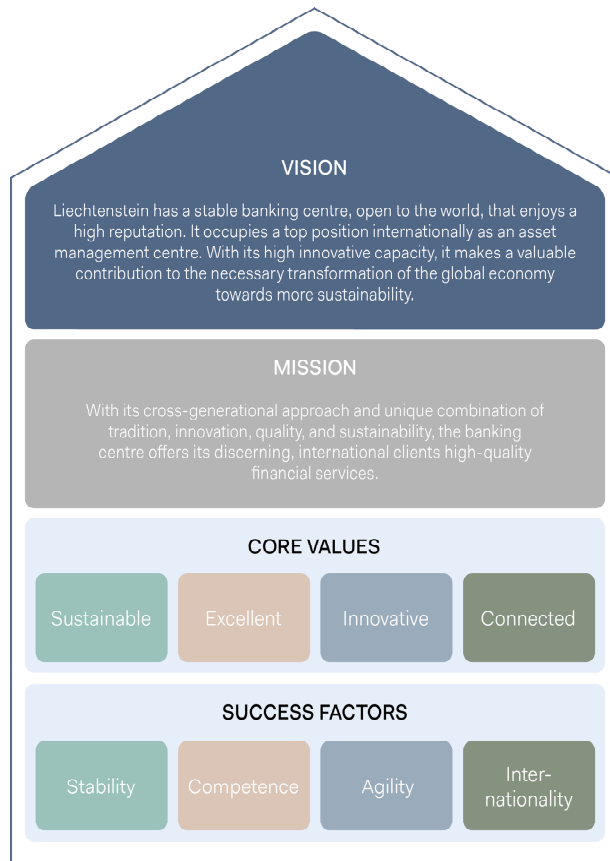 VISION
Liechtenstein has a stable banking centre, open to the world, that enjoys a
high reputation. It occupies a top position internationally as an asset
management centre. With its high innovative capacity, it makes a valuable
contribution to the necessary transformation of the global economy
towards more sustainability.
MISSION
With its cross-generational approach and unique combination of
tradition, innovation, quality, and sustainability, the banking
centre offers its discerning, international clients high-quality
financial services.
CORE VALUES
Sustainable
Excellent
Innovative
Connected
SUCCESS FACTORS
Stability
Competence
Agility
Inter-
nationality